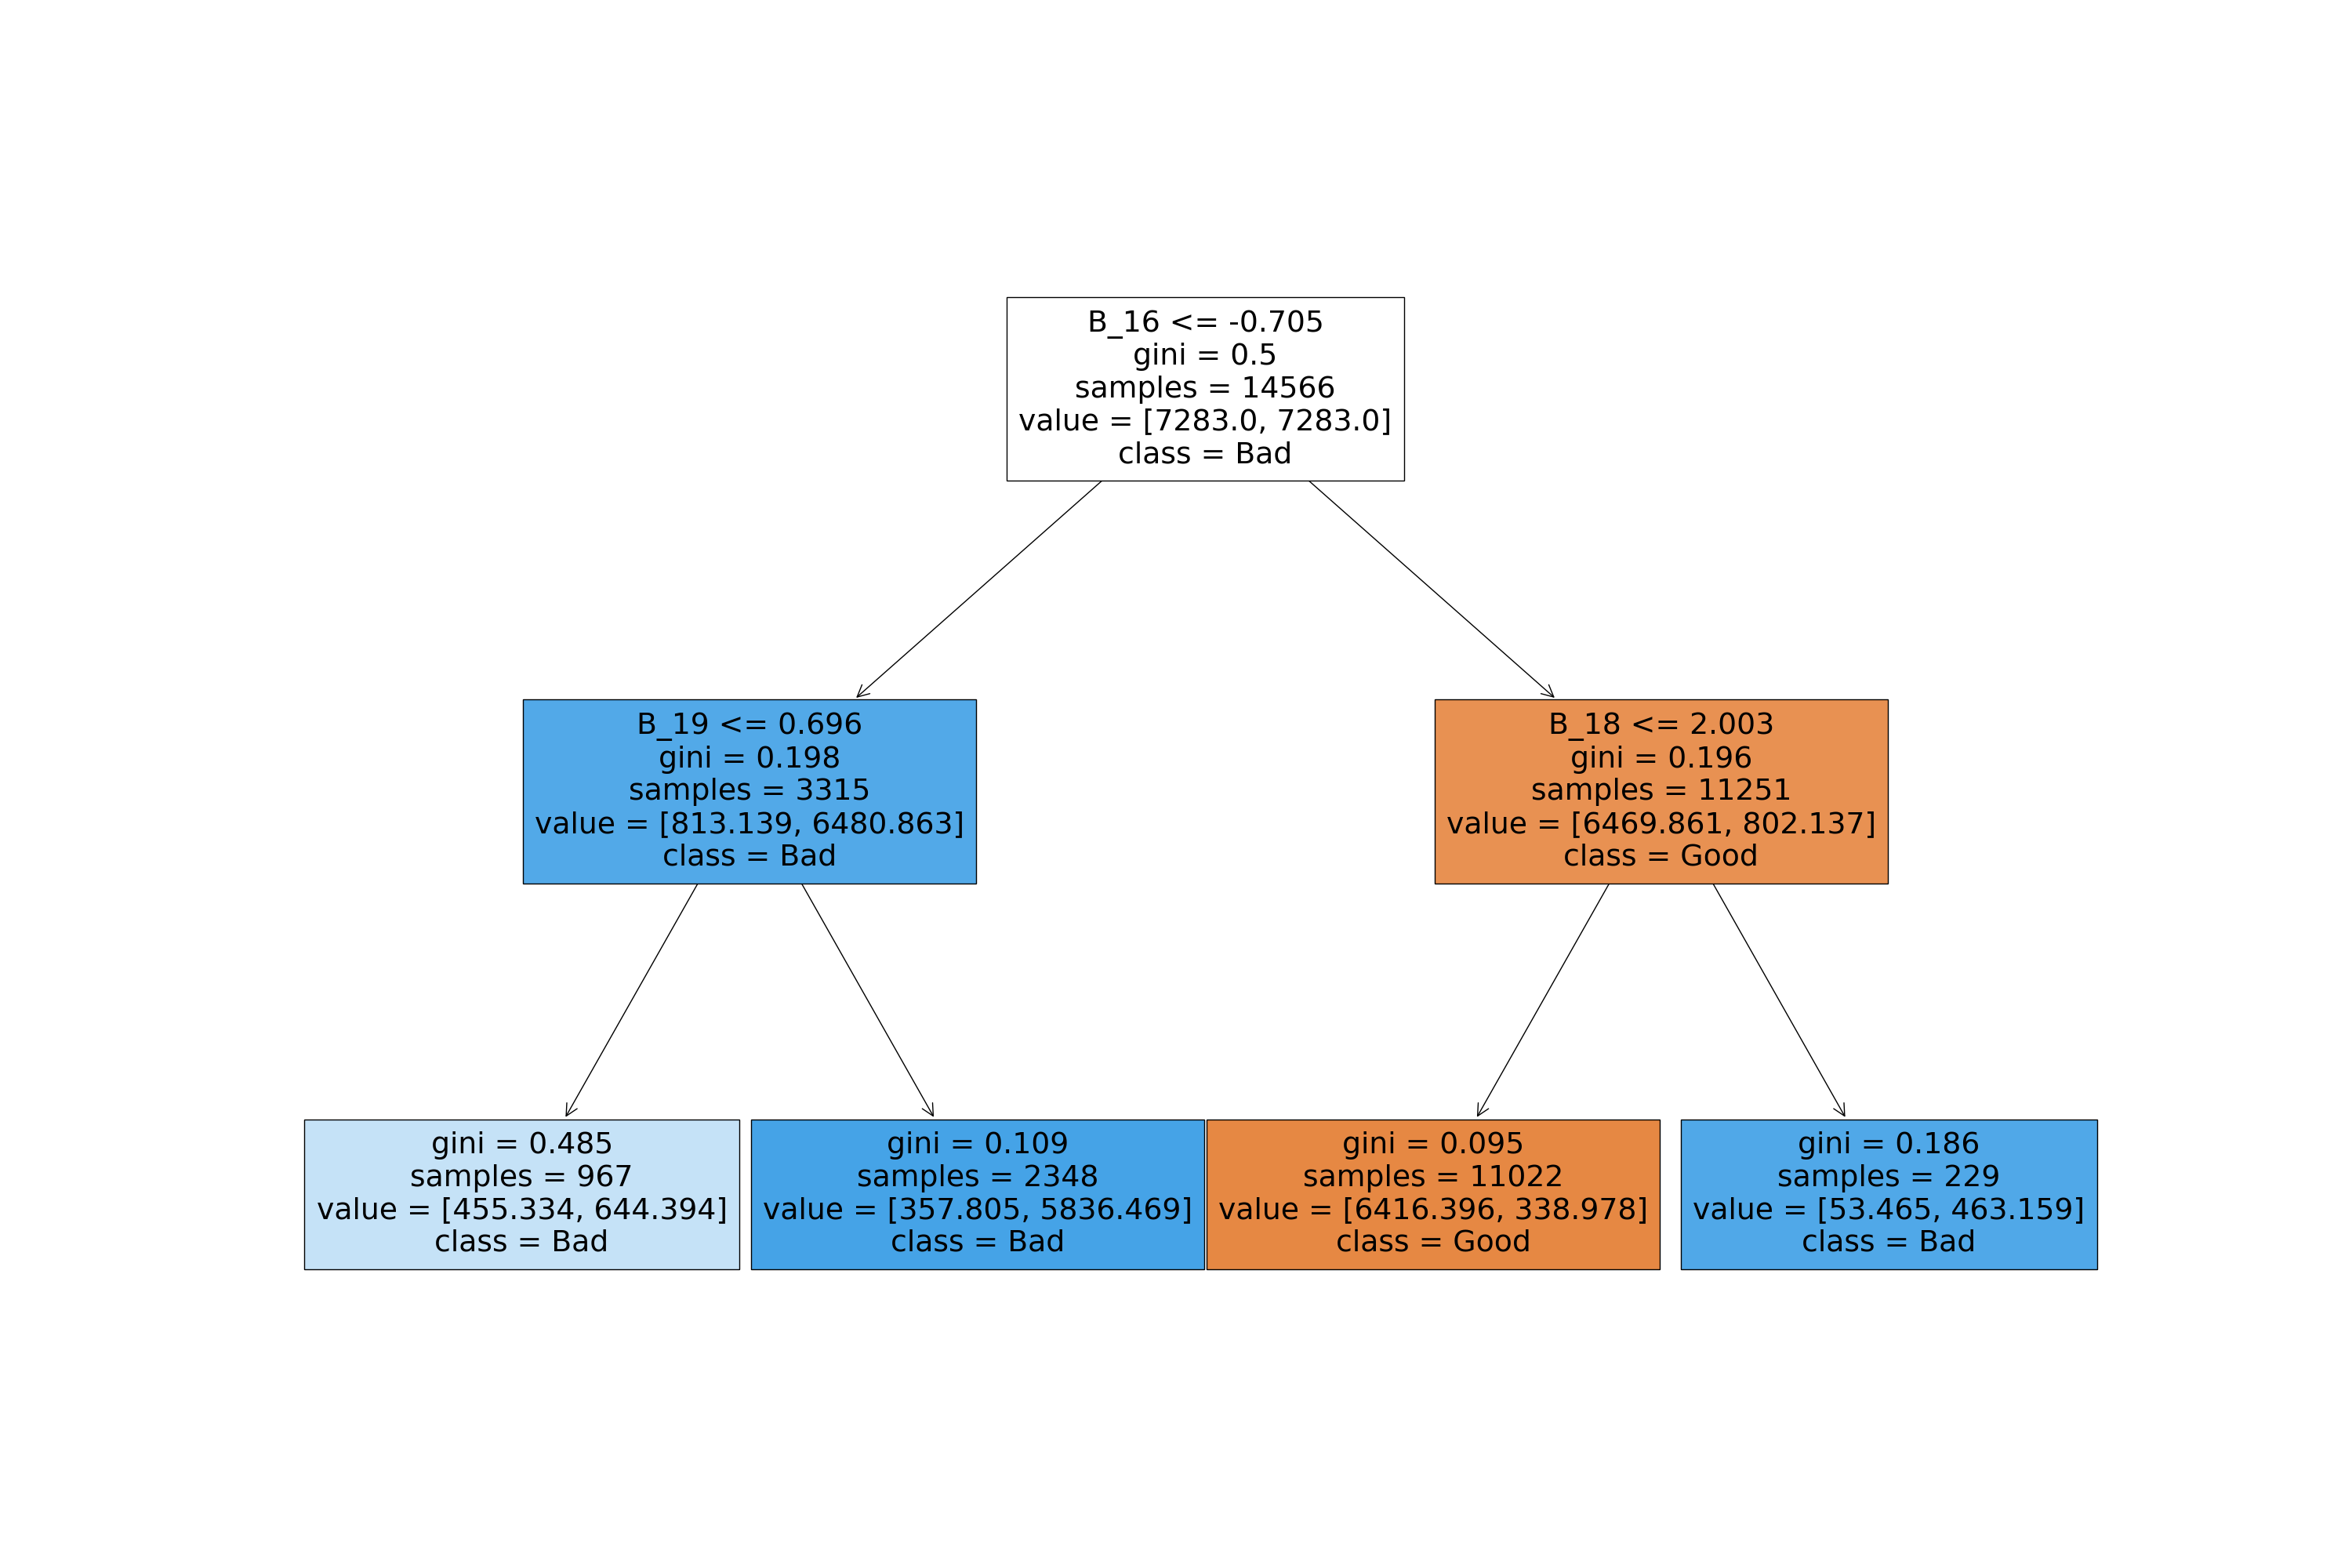 B_16 <= -0.705
gini = 0.5
samples = 14566
value = [7283.0, 7283.0]
class = Bad
B_19 <= 0.696
gini = 0.198
samples = 3315
value = [813.139, 6480.863]
class = Bad
B_18 <= 2.003
gini = 0.196
samples = 11251
value = [6469.861, 802.137]
class = Good
gini = 0.485
samples = 967
value = [455.334, 644.394]
class = Bad
gini = 0.109
samples = 2348
value = [357.805, 5836.469]
class = Bad
gini = 0.095
samples = 11022
value = [6416.396, 338.978]
class = Good
gini = 0.186
samples = 229
value = [53.465, 463.159]
class = Bad